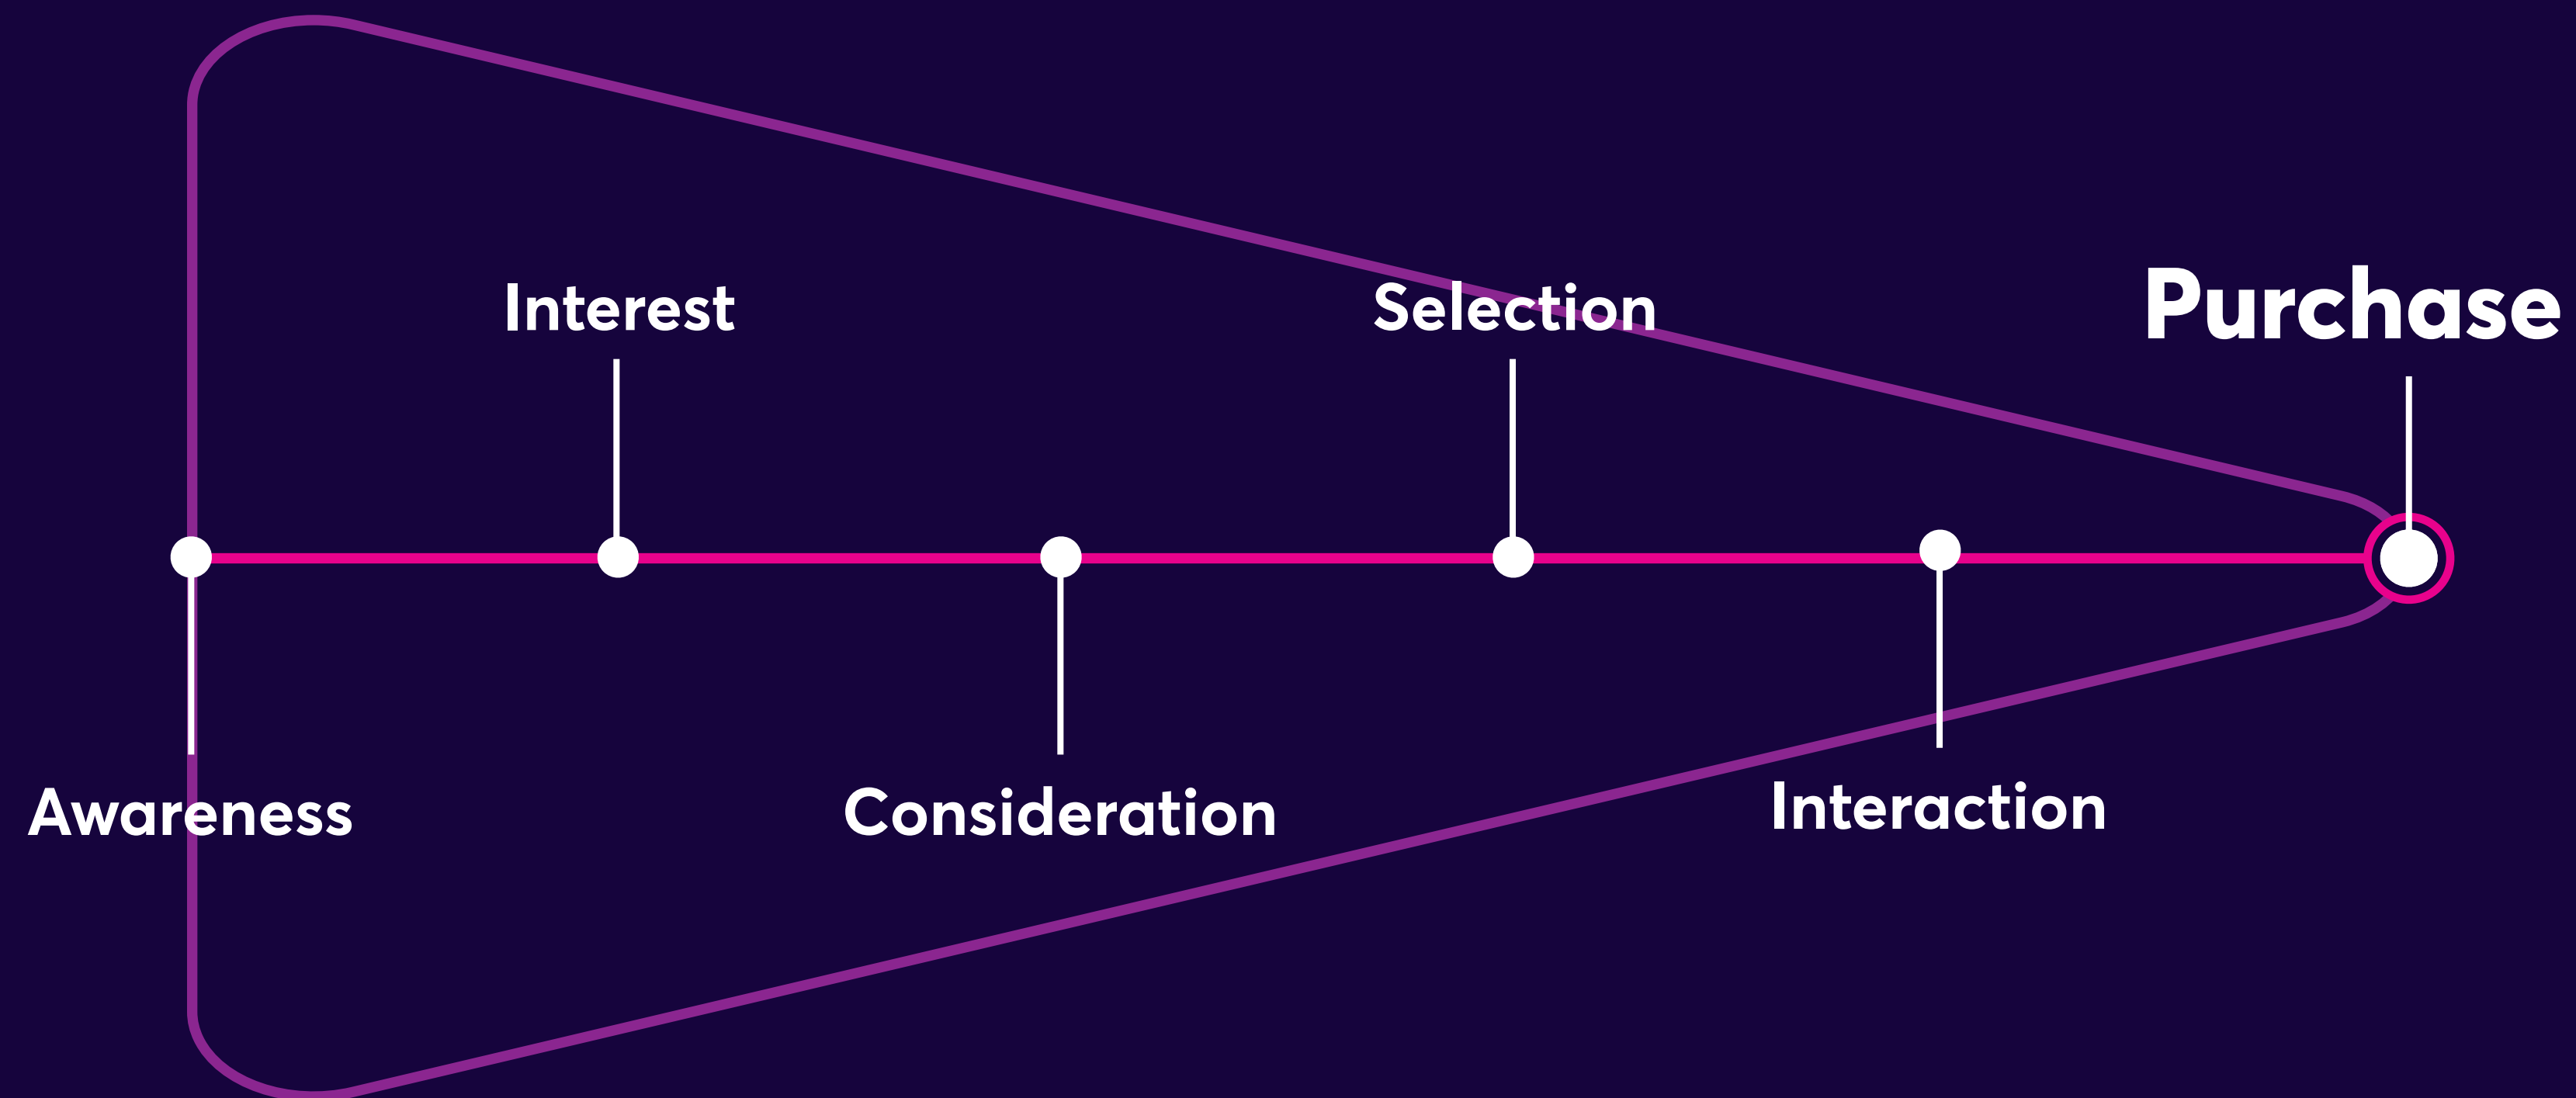 Interest
Selection
Purchase
Awareness
Consideration
Interaction